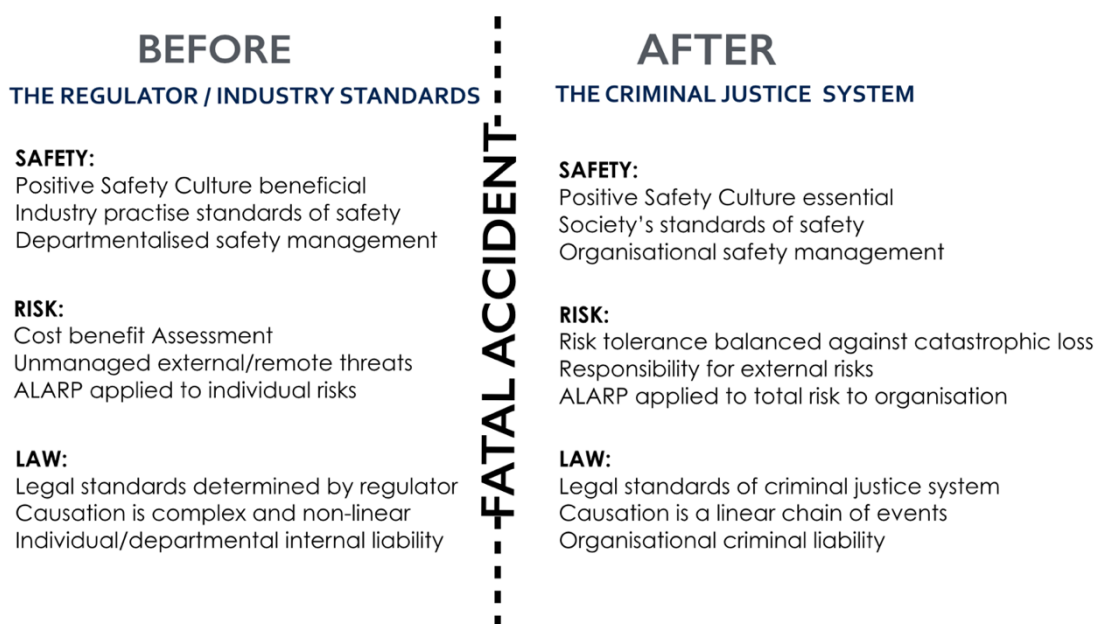 BEFORE
THE REGULATOR / INDUSTRY STANDARDS
SAFETY:
Positive Safety Culture beneficial
Industry practise standards of safety
Departmentalised safety management
RISK:
Cost benefit Assessment
Unmanaged external/remote threats
ALARP applied to individual risks
LAW:
Legal standards determined by regulator
Causation is complex and non-linear
Individual/departmental internal liability
FATAL ACCIDENT
AFTER
THE CRIMINAL JUSTICE SYSTEM
SAFETY:
Positive Safety Culture essential
Society’s standards of safety
Organisational safety management
RISK:
Risk tolerance balanced against catastrophic loss
Responsibility for external risks
ALARP applied to total risk to organisation
LAW:
Legal standards of criminal justice system
Causation is a linear chain of events
Organisational criminal liability